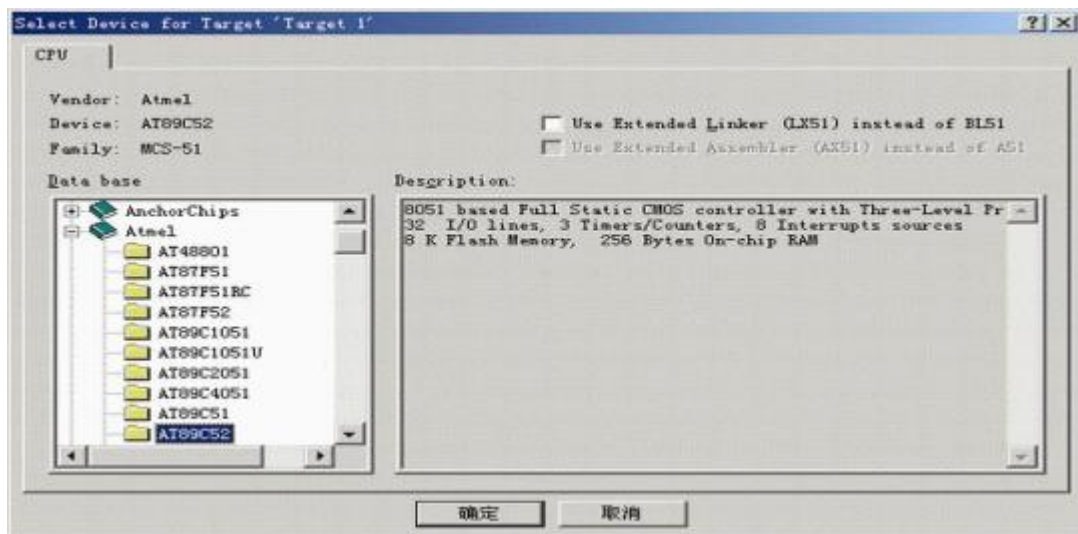 Select Device for Target 'Target 1'
CPU
Vendor: Atmel
Device: AT89C52
Family: MCS-51
Use Extended Linker (LX51) instead of BL51
Use Extended Assembler (AX51) instead of A51
Data base
AnchorChips
Atmel
AT48801
AT87F51
AT87F51RC
AT87F52
AT89C1051
AT89C1051U
AT89C2051
AT89C4051
AT89C51
AT89C52
Description:
8051 based Full Static CMOS controller with Three-Level Pr
32 I/O lines, 3 Timers/Counters, 8 Interrupts sources
8 K Flash Memory, 256 Bytes On-chip RAM
确定
取消